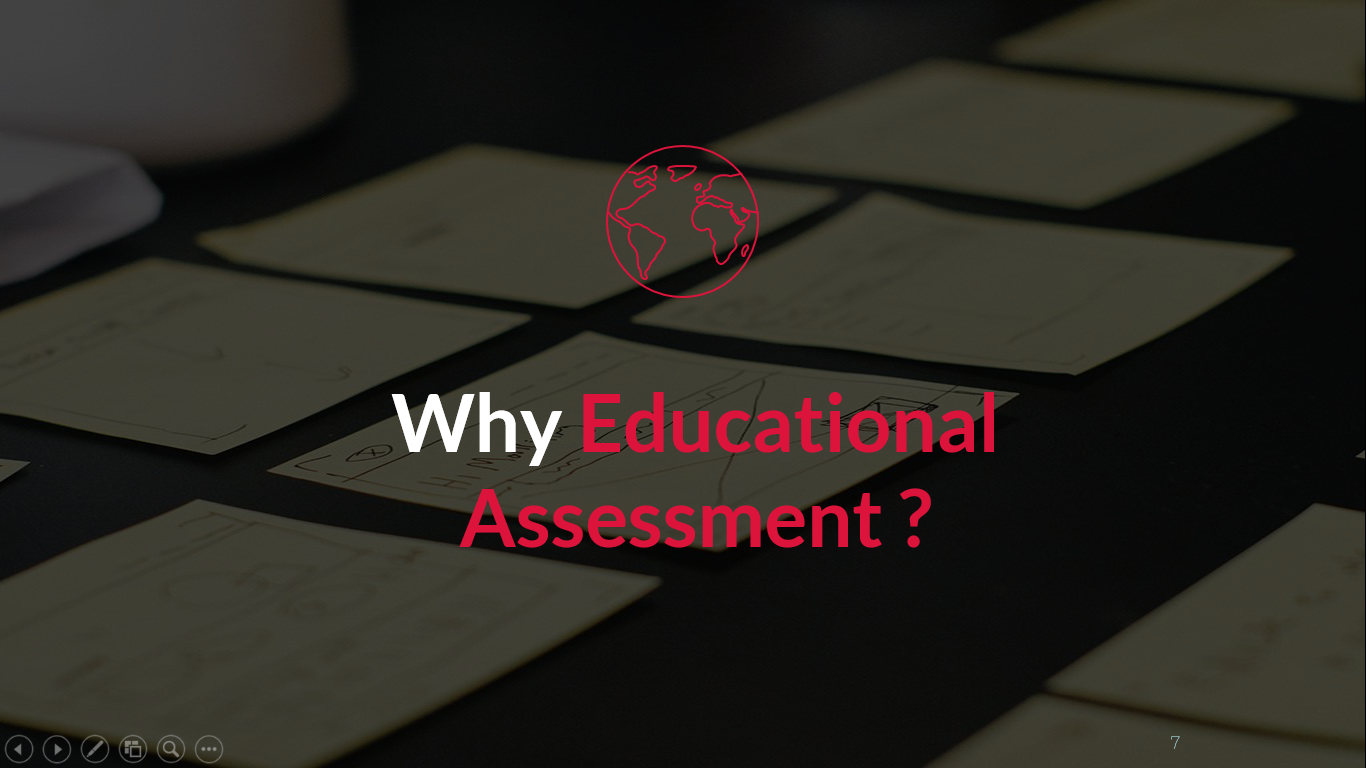 Why Educational
Assessment ?
7